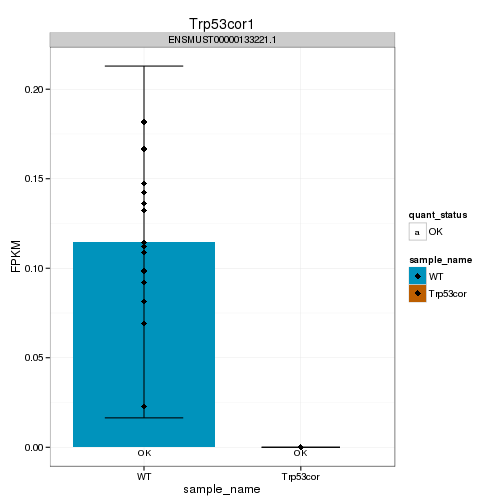 Trp53cor1
ENSMUST00000133221.1
FPKM
0.20
0.15
0.10
0.05
0.00
OK
OK
WT
Trp53cor
sample_name
quant_status
a OK
sample_name
WT
Trp53cor